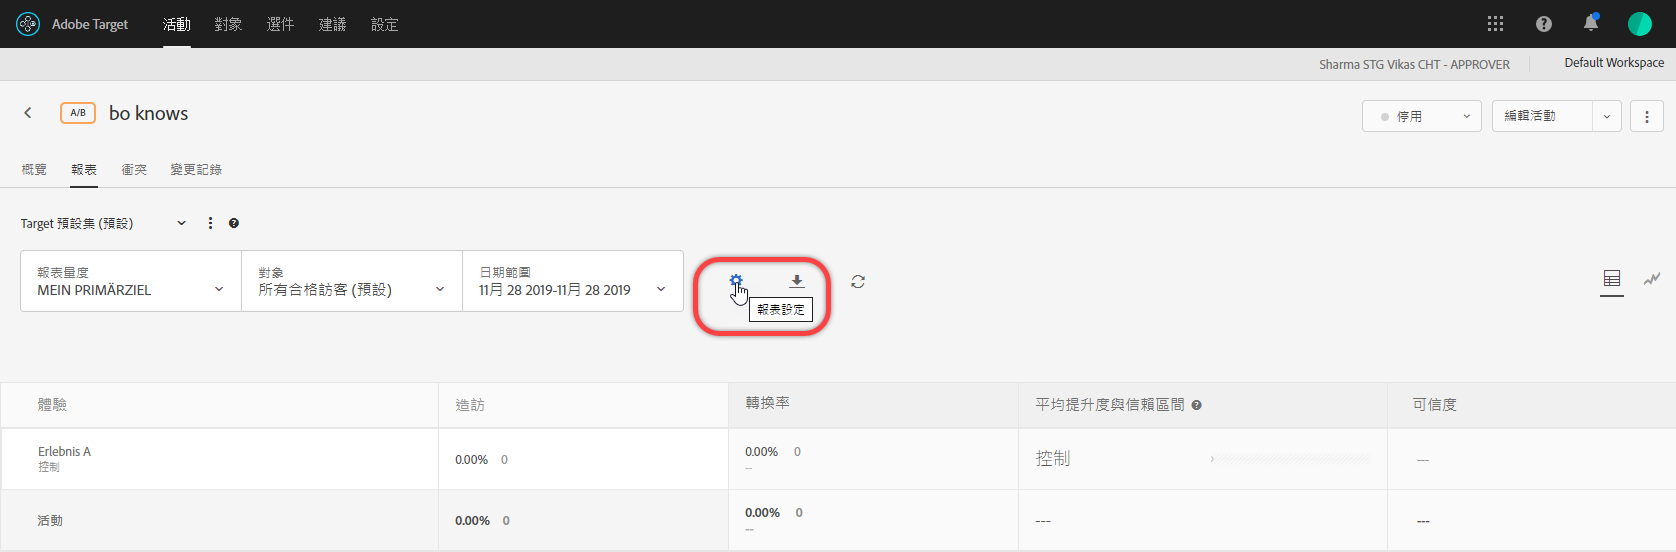 Adobe Target 活動 對象 選件 建議 設定
Sharma STG Vikas CHT - APPROVER Default Workspace
A/B bo knows
停用 編輯活動
概覽 報表 衝突 變更記錄
Target 預設集 (預設)
報表量度 對象 日期範圍
MEIN PRIMÄRZIEL 所有合格訪客 (預設) 11月 28 2019-11月 28 2019
報表設定
體驗 造訪 轉換率 平均提升度與信賴區間 可信度
Erlebnis A 0.00% 0 0.00% 0 控制 ---
控制 --
活動 0.00% 0 0.00% 0 --- ---
--